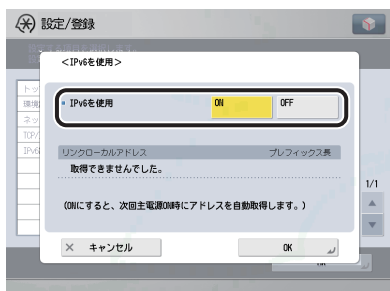 設定/登録
<IPv6を使用>
IPv6を使用
ON
OFF
リンクローカルアドレス
プレフィックス長
取得できませんでした。
(ONにすると、次回主電源ON時にアドレスを自動取得します。)
1/1
× キャンセル
OK